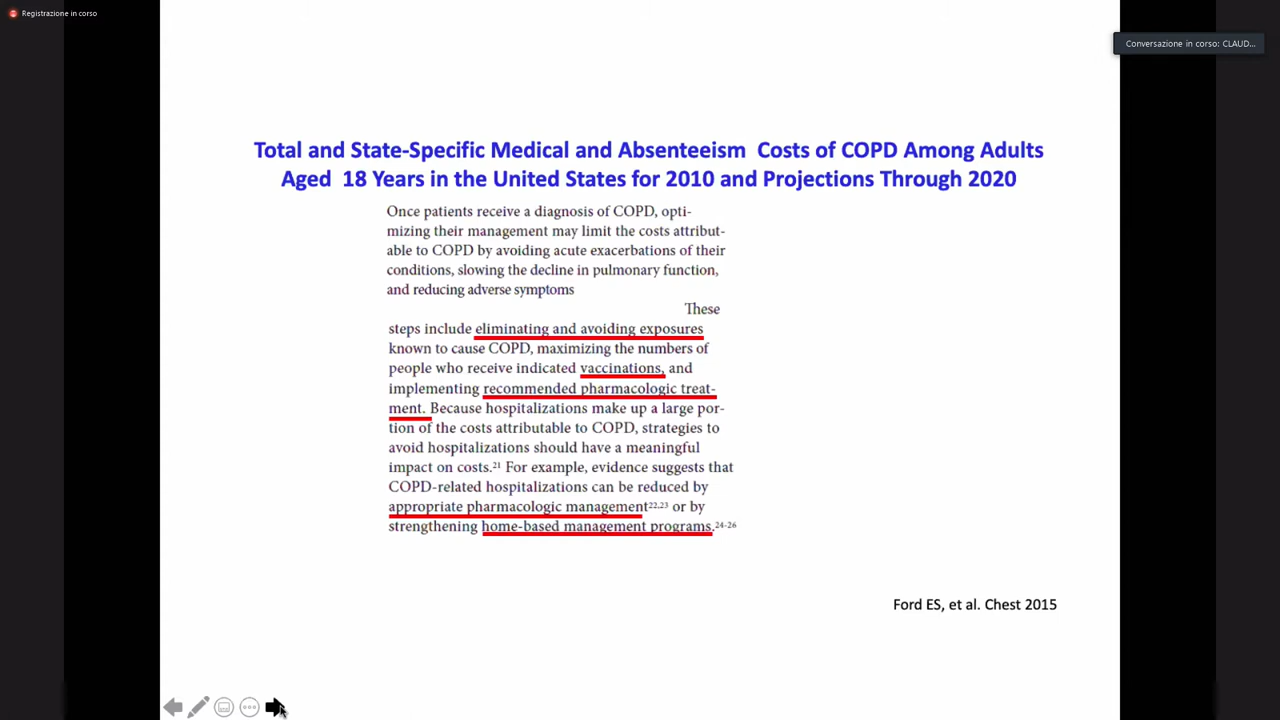 Registrazione in corso
Conversazione in corso: CLAUD...
Total and State-Specific Medical and Absenteeism Costs of COPD Among Adults
Aged 18 Years in the United States for 2010 and Projections Through 2020
Once patients receive a diagnosis of COPD, opti-
mizing their management may limit the costs attribut-
able to COPD by avoiding acute exacerbations of their
conditions, slowing the decline in pulmonary function,
and reducing adverse symptoms
These
steps include eliminating and avoiding exposures
known to cause COPD, maximizing the numbers of
people who receive indicated vaccinations, and
implementing recommended pharmacologic treat-
ment. Because hospitalizations make up a large por-
tion of the costs attributable to COPD, strategies to
avoid hospitalizations should have a meaningful
impact on costs.21 For example, evidence suggests that
COPD-related hospitalizations can be reduced by
appropriate pharmacologic management22,23 or by
strengthening home-based management programs.24-26
Ford ES, et al. Chest 2015